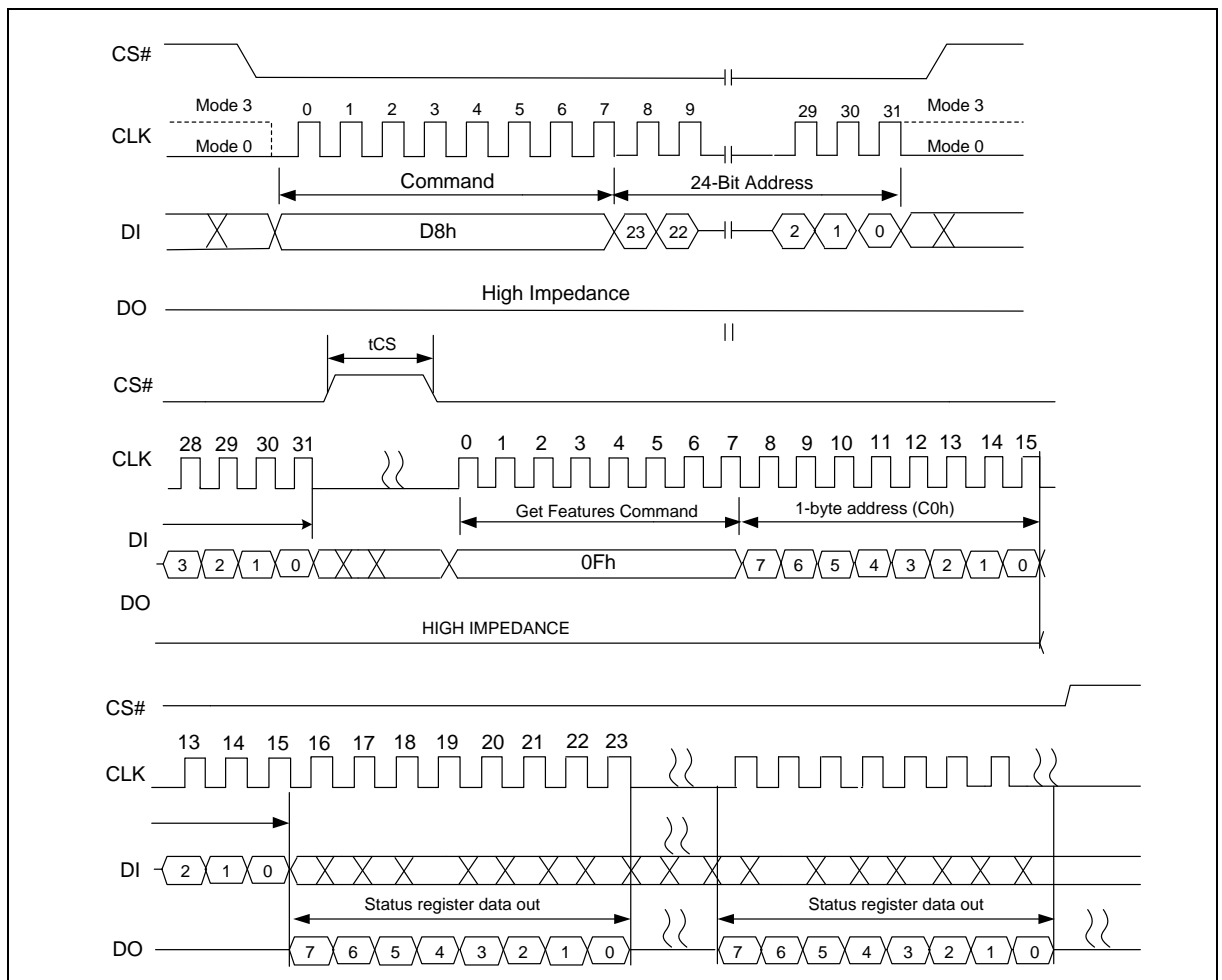 CS#
Mode 3 0 1 2 3 4 5 6 7 8 9 29 30 31 Mode 3
CLK
Mode 0 Mode 0
Command 24-Bit Address
DI D8h 23 22 2 1 0
High Impedance
DO
tCS
CS#
28 29 30 31 0 1 2 3 4 5 6 7 8 9 10 11 12 13 14 15
CLK
Get Features Command 1-byte address (C0h)
DI
3 2 1 0 0Fh 7 6 5 4 3 2 1 0
DO
HIGH IMPEDANCE
CS#
13 14 15 16 17 18 19 20 21 22 23
CLK
DI 2 1 0
Status register data out Status register data out
DO 7 6 5 4 3 2 1 0 7 6 5 4 3 2 1 0